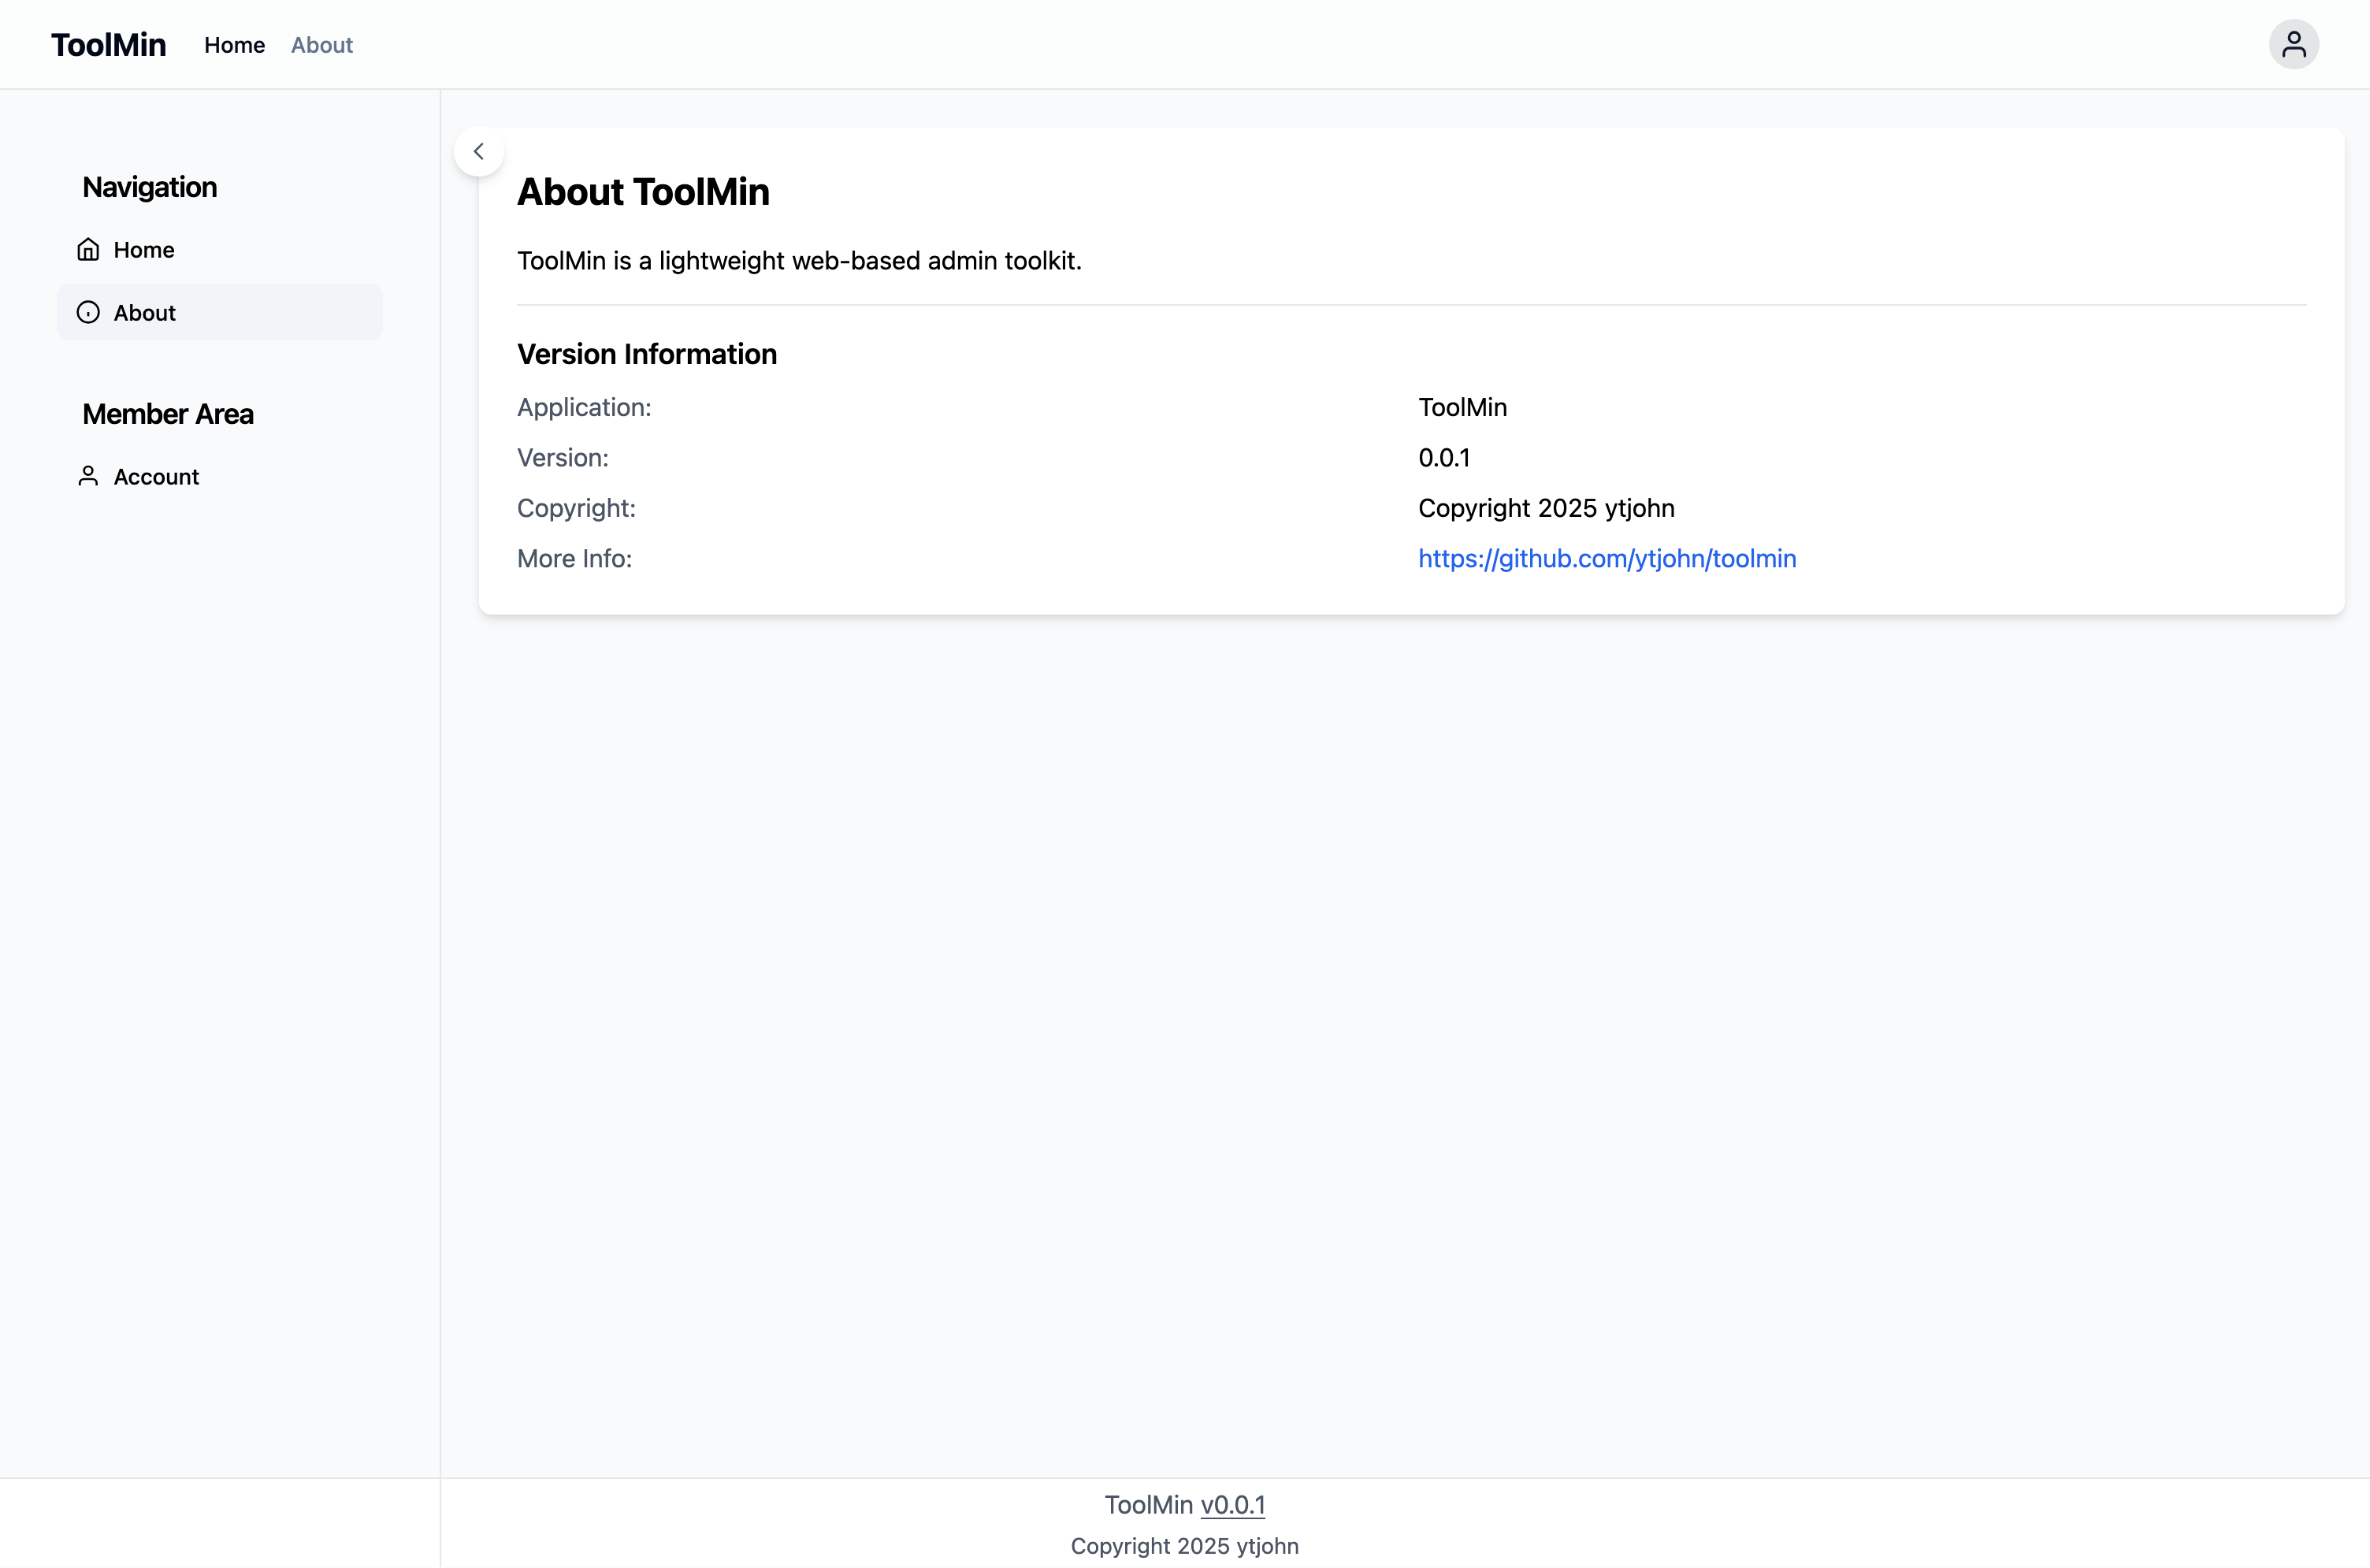 ToolMin Home About
Navigation
Home
About
Member Area
Account
About ToolMin
ToolMin is a lightweight web-based admin toolkit.
Version Information
Application: ToolMin
Version: 0.0.1
Copyright: Copyright 2025 ytjohn
More Info: https://github.com/ytjohn/toolmin
ToolMin v0.0.1
Copyright 2025 ytjohn